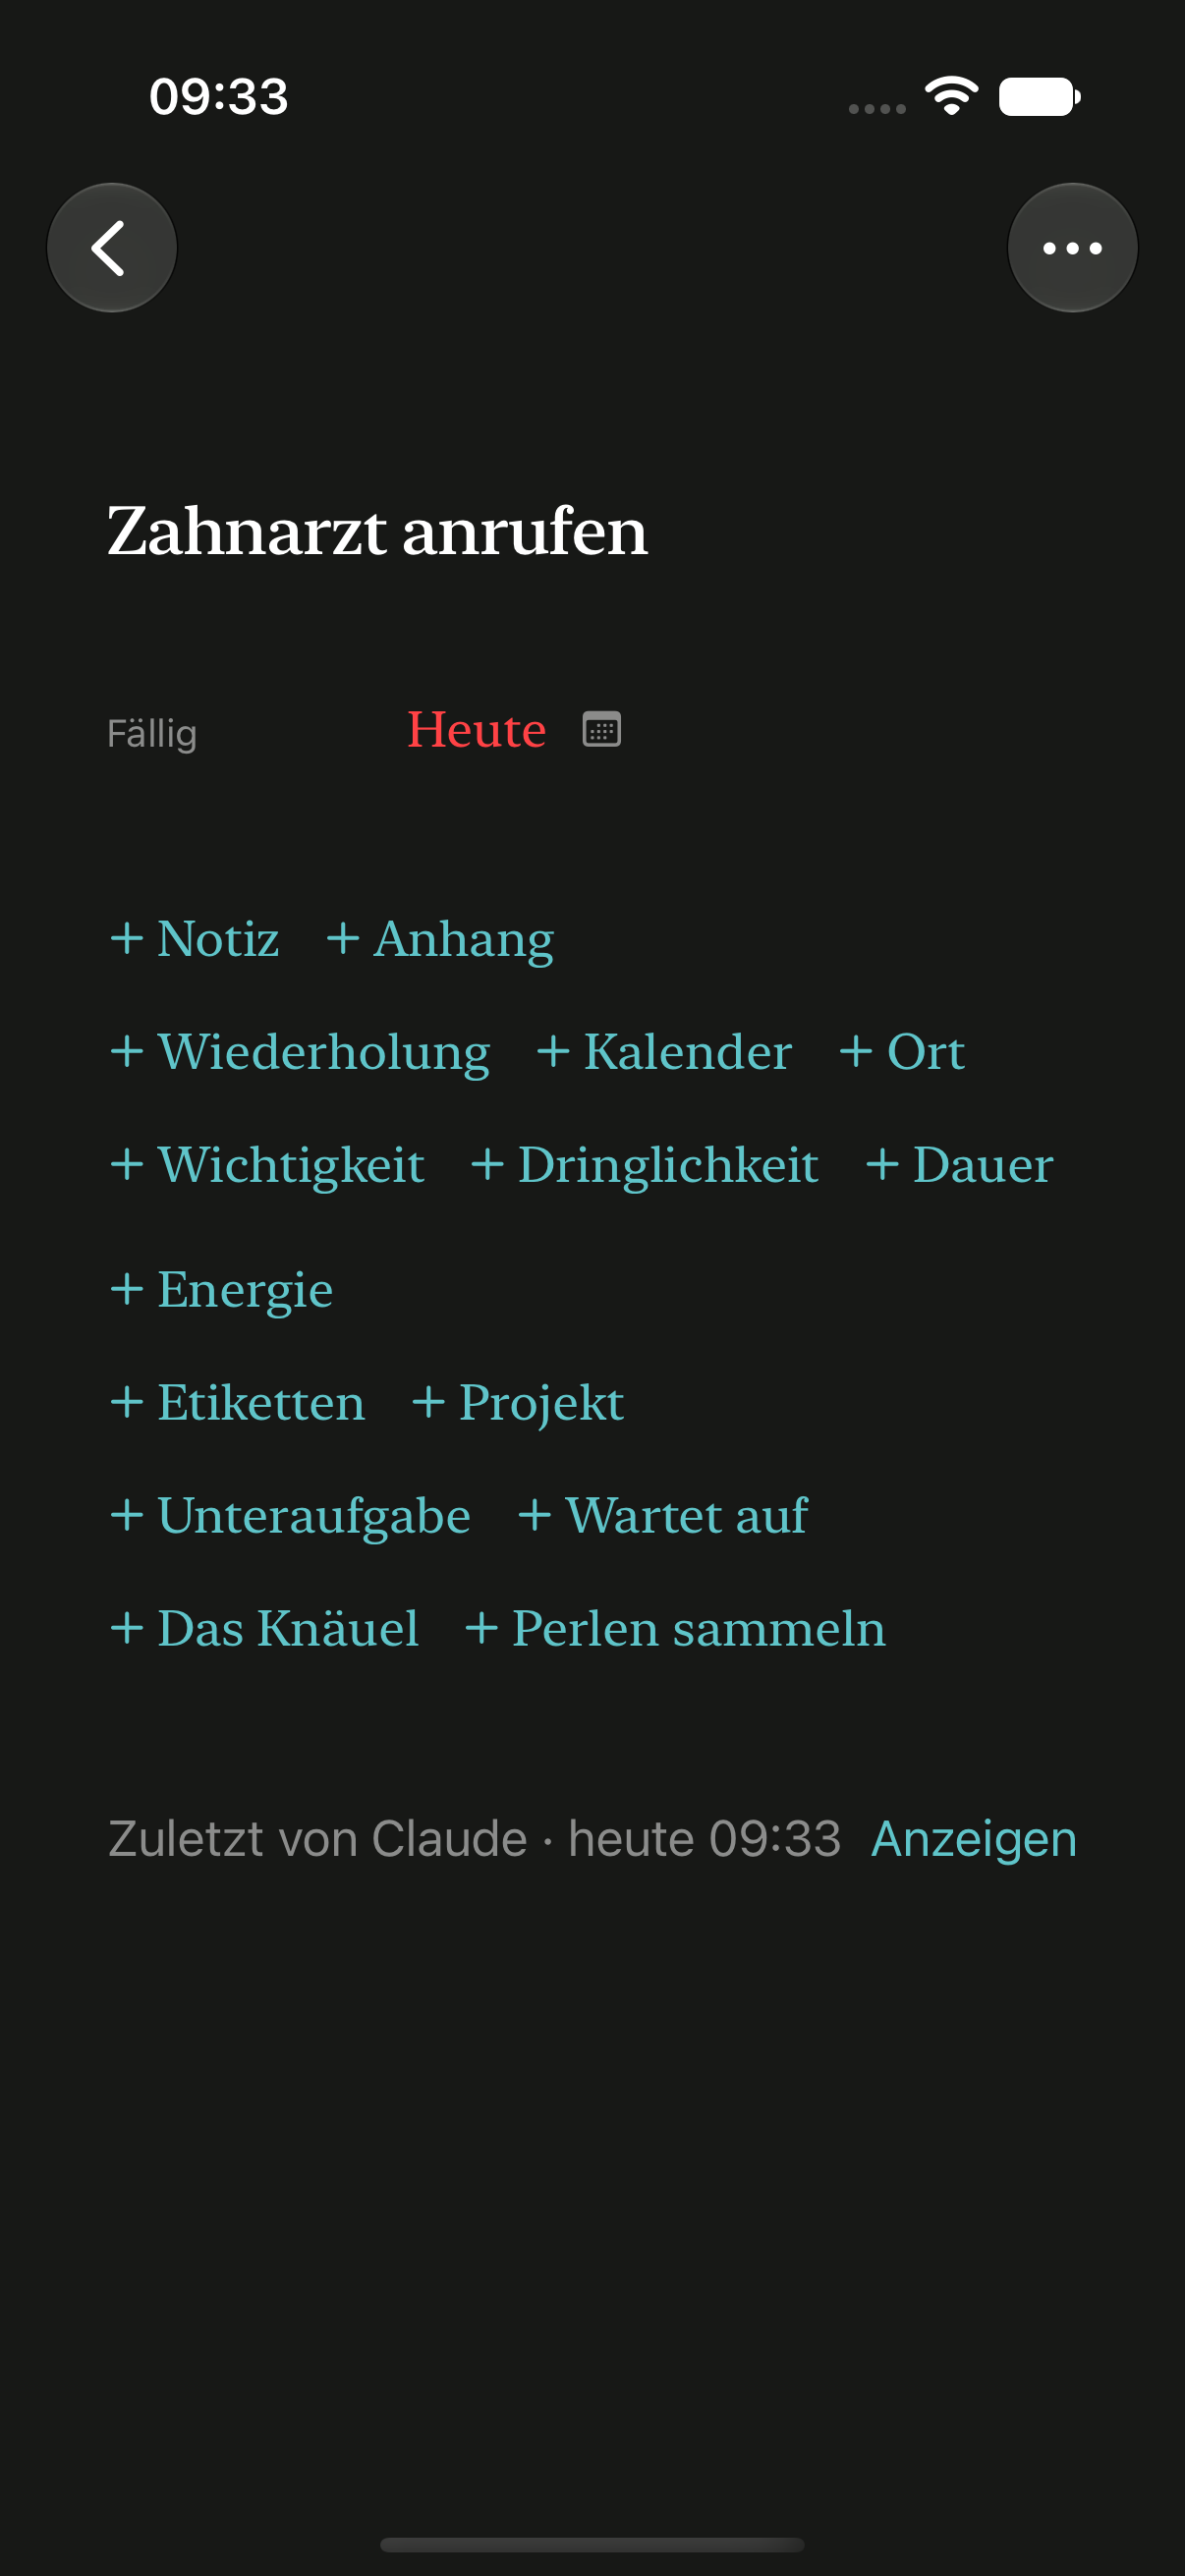 09:33
Zahnarzt anrufen
Fällig Heute
+ Notiz + Anhang
+ Wiederholung + Kalender + Ort
+ Wichtigkeit + Dringlichkeit + Dauer
+ Energie
+ Etiketten + Projekt
+ Unteraufgabe + Wartet auf
+ Das Knäuel + Perlen sammeln
Zuletzt von Claude · heute 09:33 Anzeigen